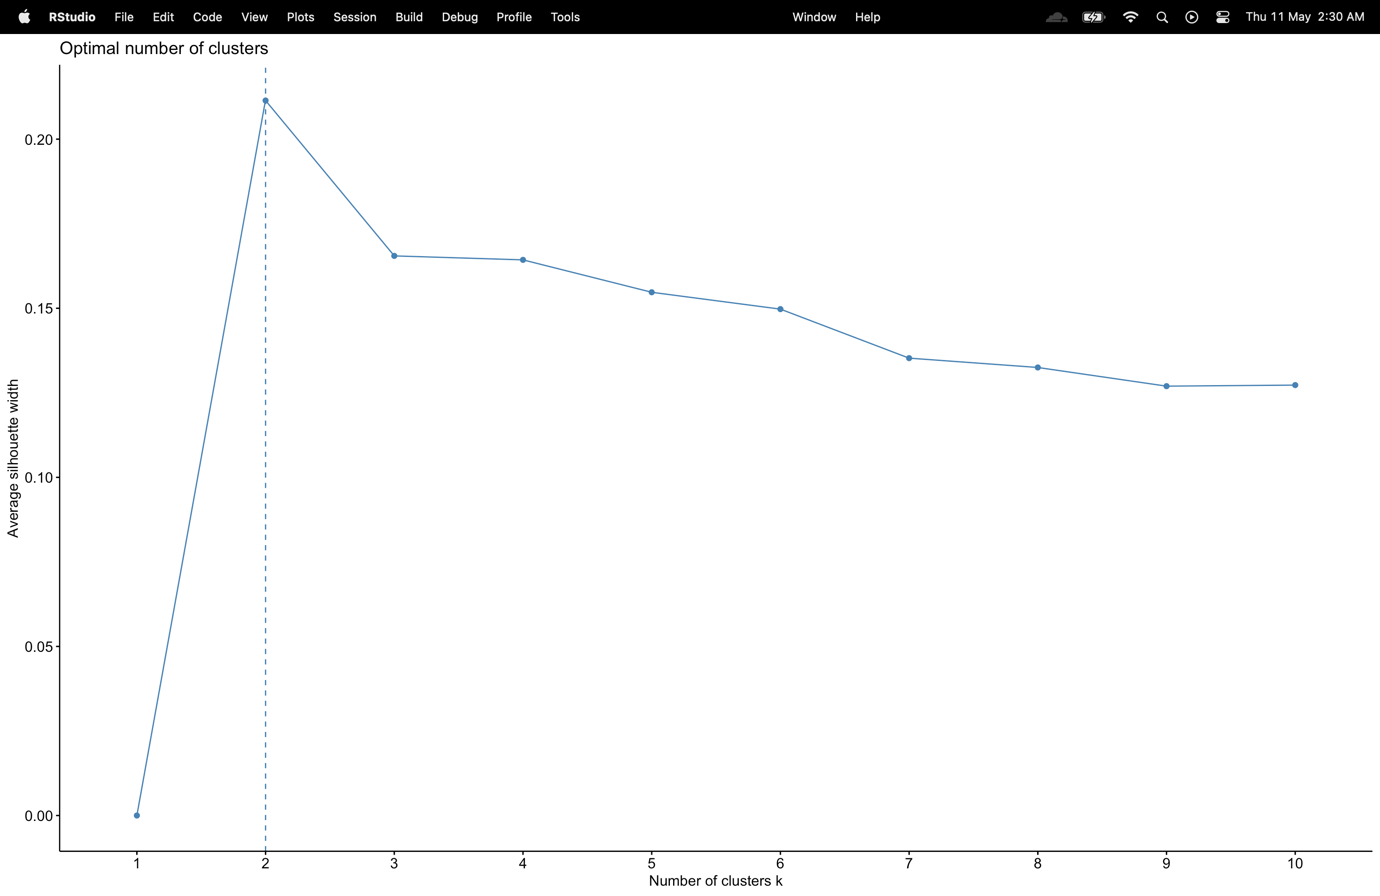 RStudio File Edit Code View Plots Session Build Debug Profile Tools Window Help Thu 11 May 2:30 AM
Optimal number of clusters
0.20
0.15
0.10
0.05
0.00
Average silhouette width
1 2 3 4 5 6 7 8 9 10
Number of clusters k